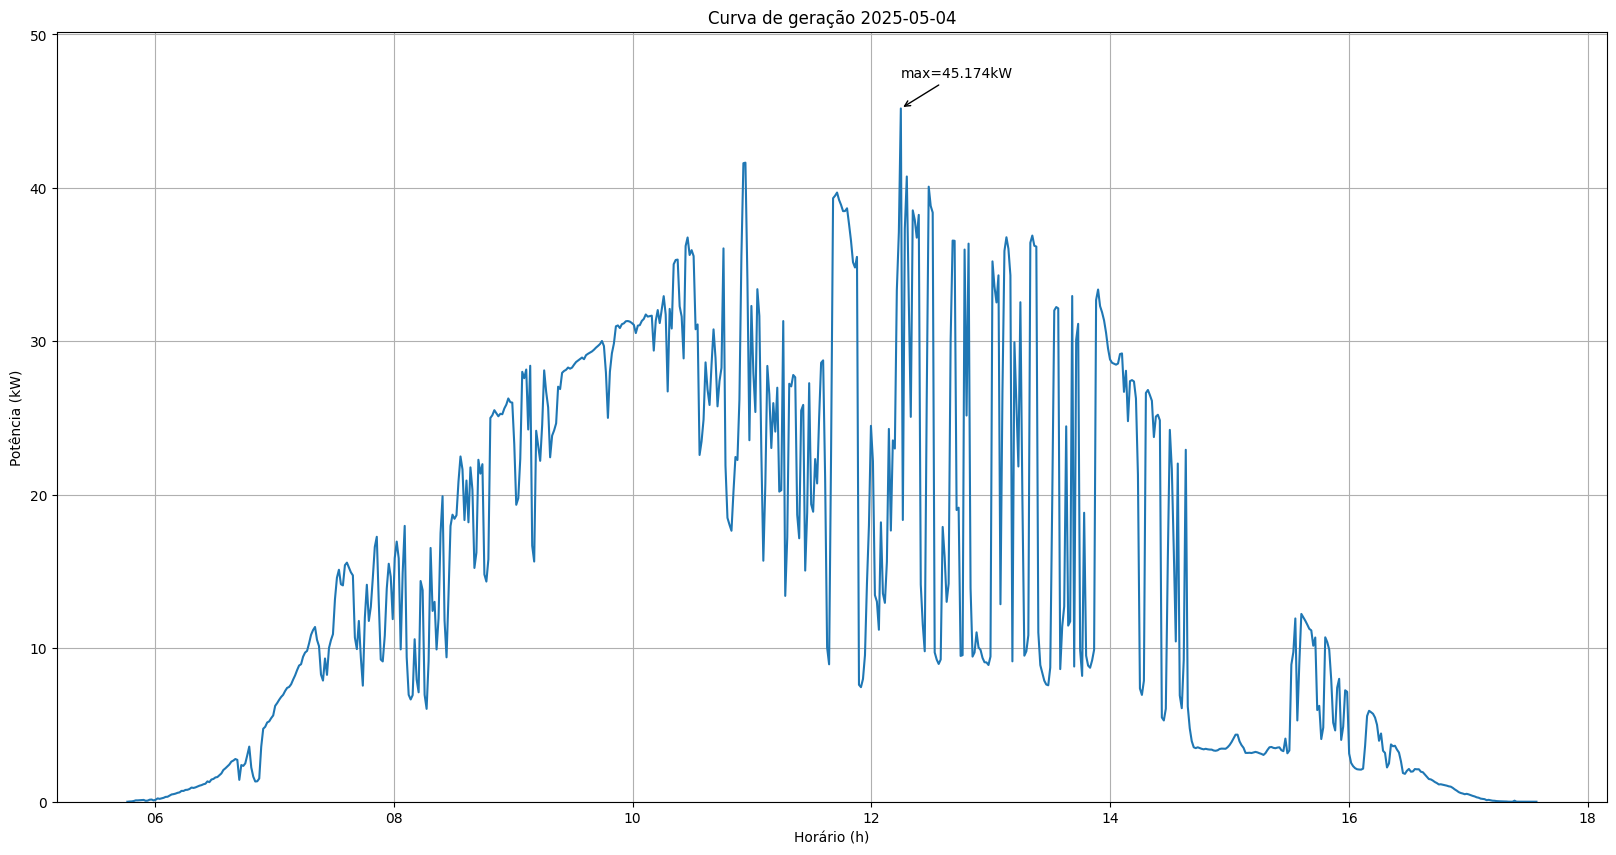 Curva de geração 2025-05-04
50
max=45.174kW
40
30
Potência (kW)
20
10
0
06 08 10 12 14 16 18
Horário (h)